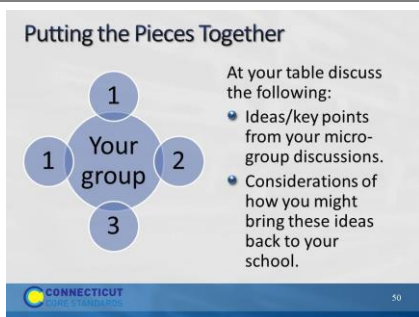 Putting the Pieces Together
1
Your
group
1
2
3
At your table discuss
the following:
Ideas/key points
from your micro-
group discussions.
Considerations of
how you might
bring these ideas
back to your
school.
CONNECTICUT
CORE STANDARDS
50